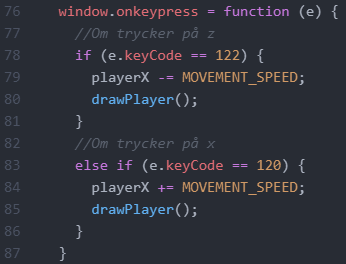 76 window.onkeypress = function (e) {
77 //Om trycker på z
78 if (e.keyCode == 122) {
79 playerX -= MOVEMENT_SPEED;
80 drawPlayer();
81 }
82 //Om trycker på x
83 else if (e.keyCode == 120) {
84 playerX += MOVEMENT_SPEED;
85 drawPlayer();
86 }
87 }